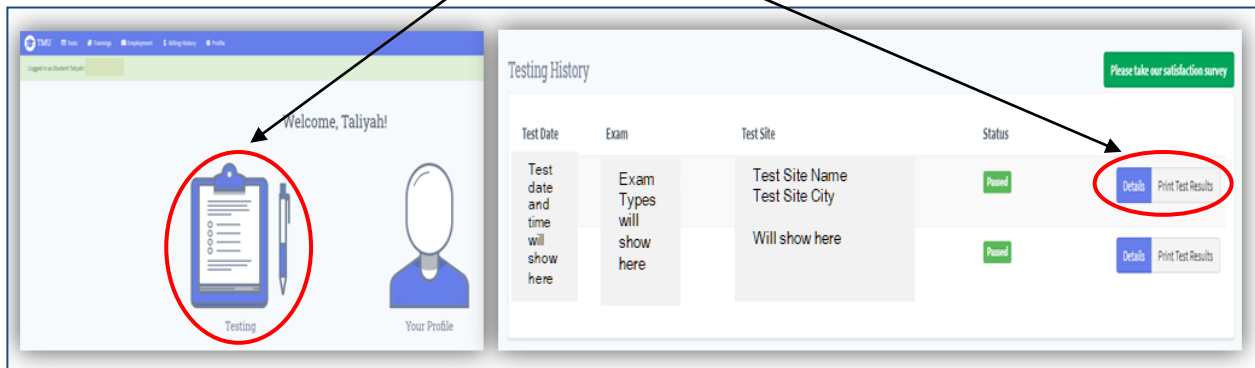 TMU Tests Trainings Employment $ Billing History Profile
Logged in as Student Taliyah
Welcome, Taliyah!
Testing
Your Profile
Testing History
Please take our satisfaction survey
Test Date Exam Test Site Status
Test
date
and
time
will
show
here
Exam
Types
will
show
here
Test Site Name
Test Site City
Will show here
Passed
Details Print Test Results
Passed
Details Print Test Results